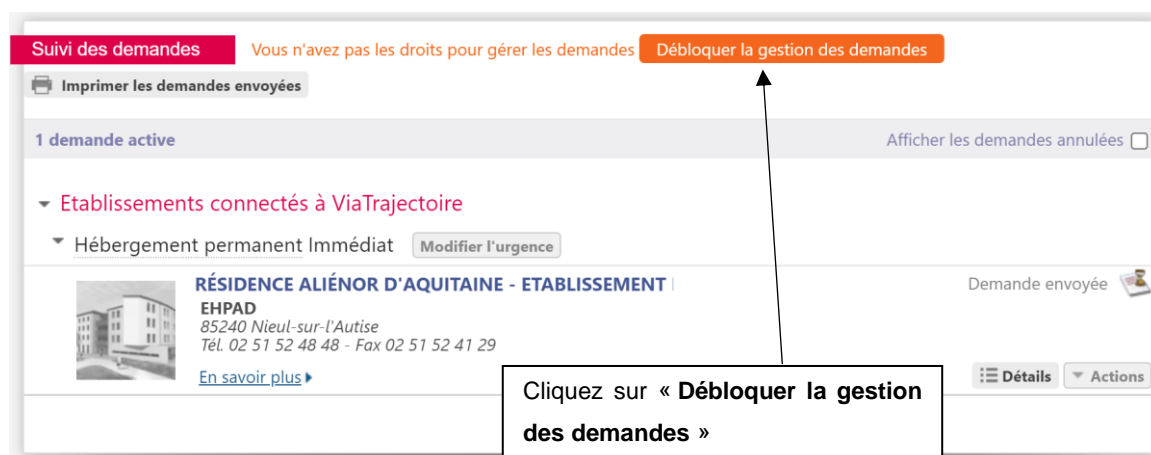 Suivi des demandes Vous n'avez pas les droits pour gérer les demandes Débloquer la gestion des demandes
Imprimer les demandes envoyées
1 demande active Afficher les demandes annulées
Etablissements connectés à ViaTrajectoire
Hébergement permanent Immédiat Modifier l'urgence
RÉSIDENCE ALIÉNOR D'AQUITAINE - ETABLISSEMENT Demande envoyée
EHPAD
85240 Nieul-sur-l'Autise
Tél. 02 51 52 48 48 - Fax 02 51 52 41 29
En savoir plus Détails Actions
Cliquez sur « Débloquer la gestion
des demandes »